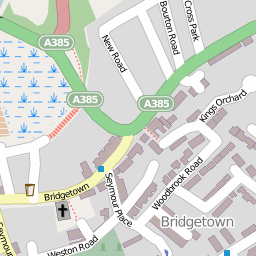 A385
New Road
Bourton Road
Cross Park
A385
A385
Kings Orchard
Bridgetown
Seymour Place
Woodbrook Road
Bridgetown
Weston Road
Seymour